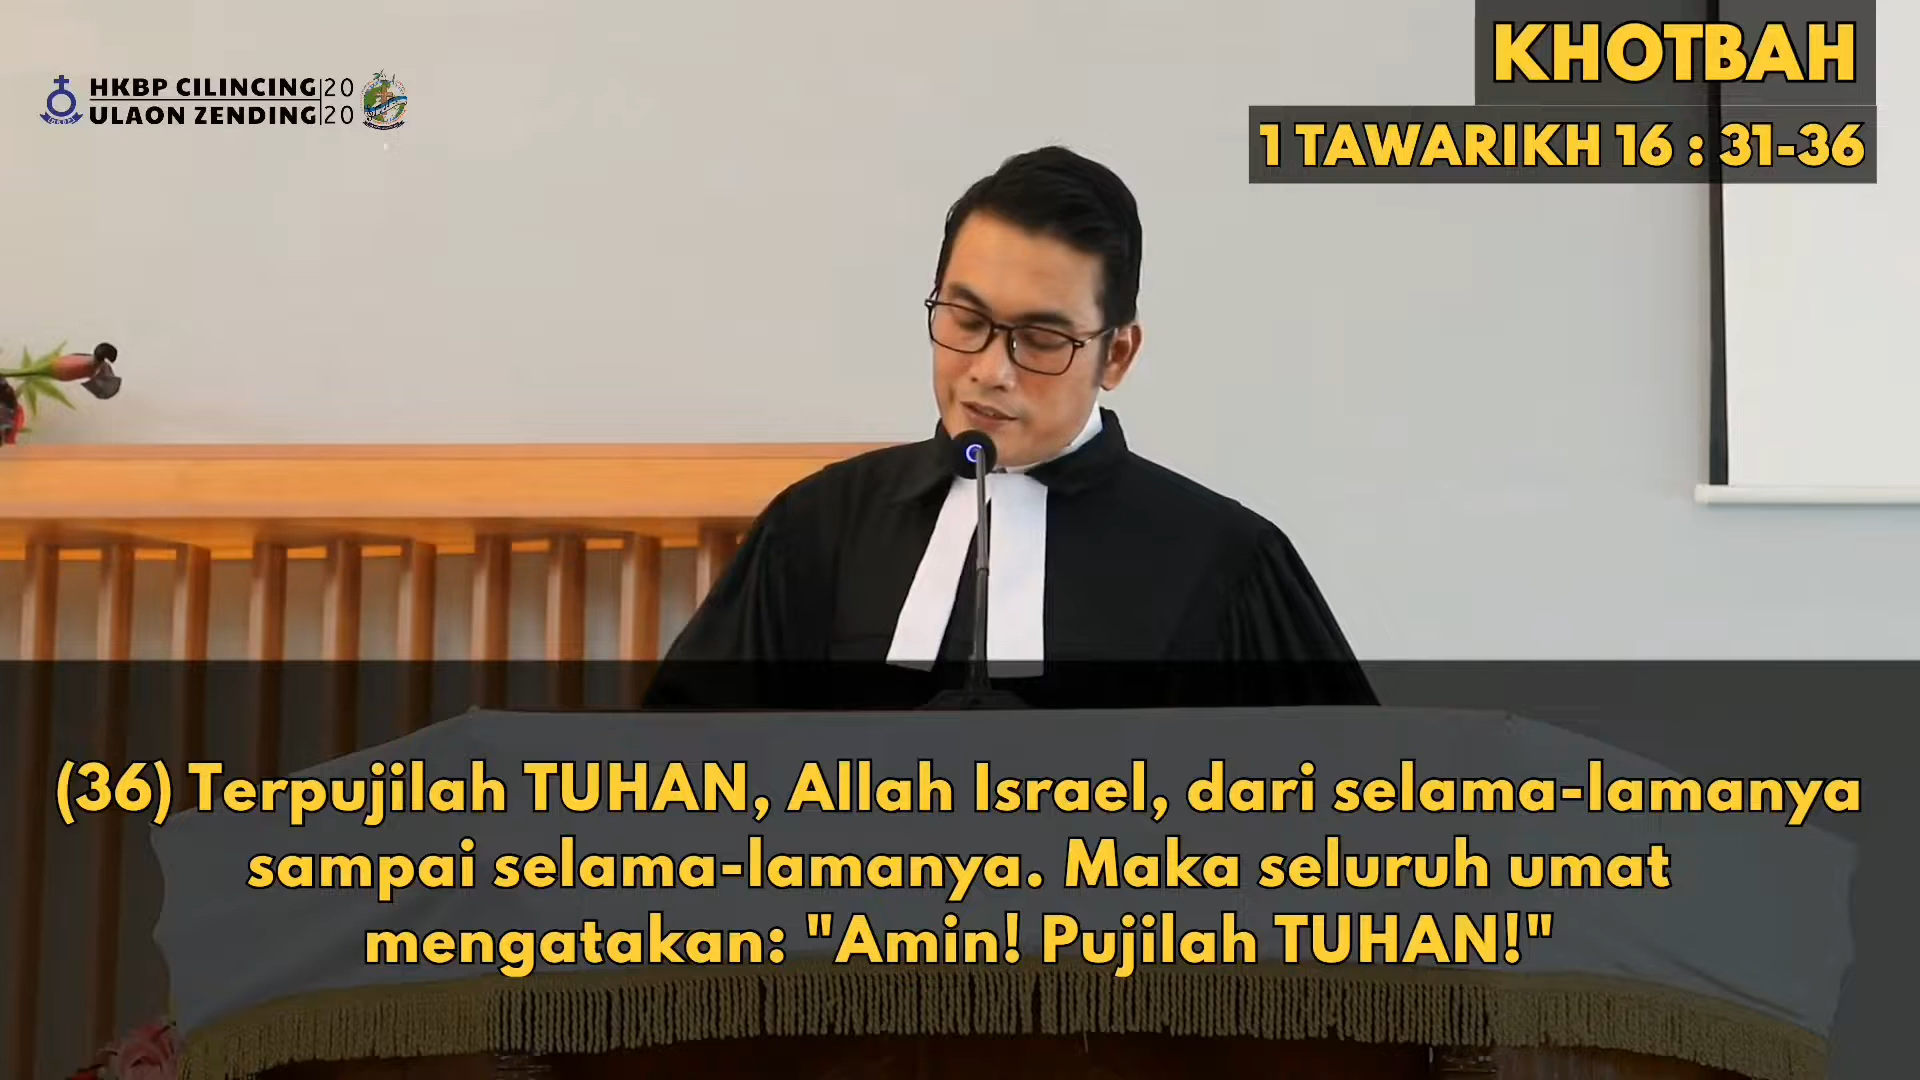 HKBP CILINCING 20
ULAON ZENDING 20
KHOTBAH
1 TAWARIKH 16 : 31-36
(36) Terpujilah TUHAN, Allah Israel, dari selama-lamanya
sampai selama-lamanya. Maka seluruh umat
mengatakan: "Amin! Pujilah TUHAN!"